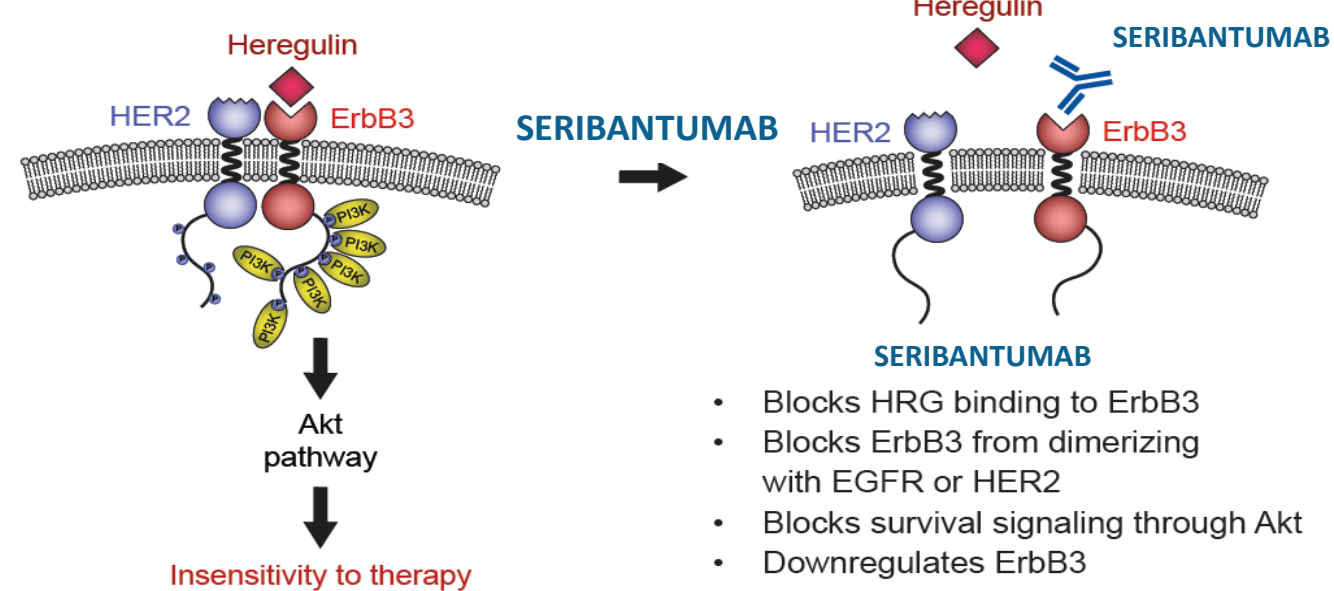 Heregulin
HER2
ErbB3
P
P
P
P
P
P
P
P
P
P
PI3K
PI3K
PI3K
PI3K
PI3K
PI3K
Akt
pathway
Insensitivity to therapy
SERIBANTUMAB
Heregulin
SERIBANTUMAB
HER2
ErbB3
SERIBANTUMAB
• Blocks HRG binding to ErbB3
• Blocks ErbB3 from dimerizing
with EGFR or HER2
• Blocks survival signaling through Akt
• Downregulates ErbB3